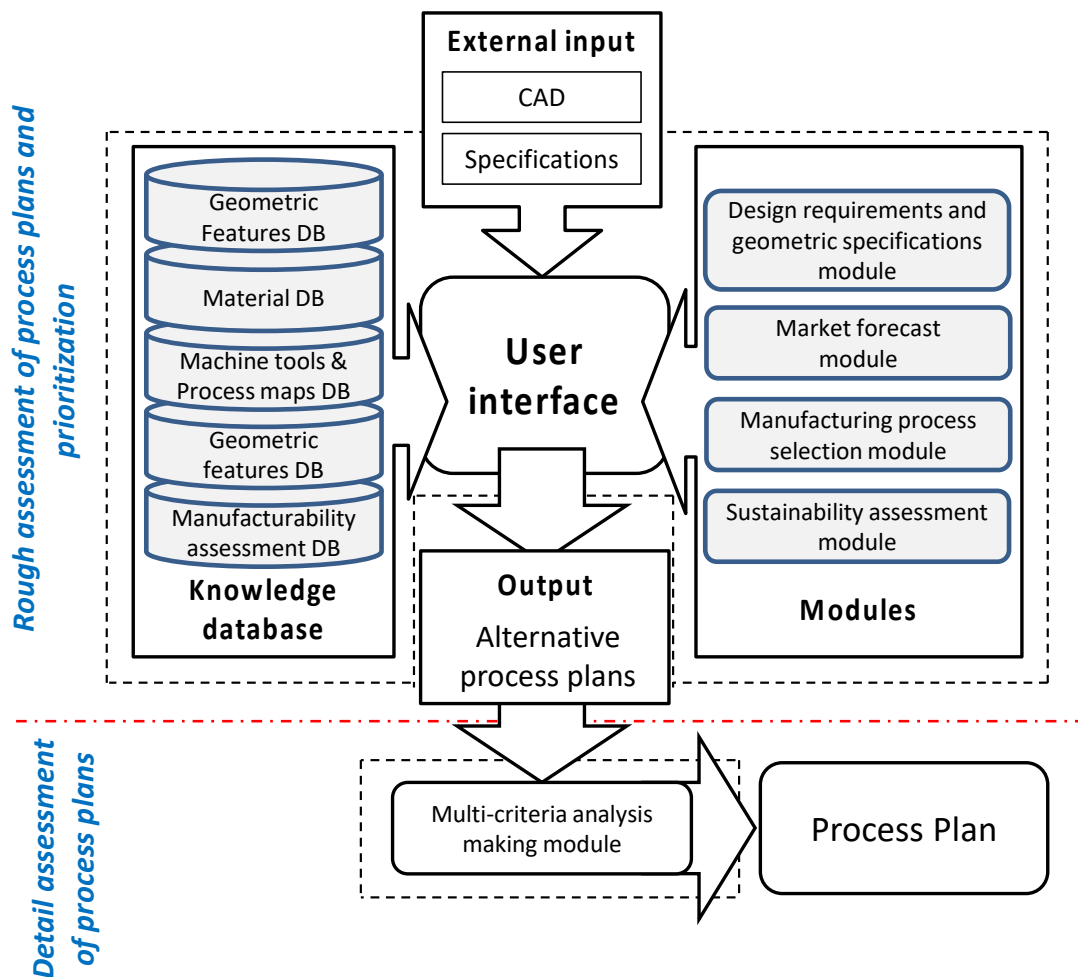 Rough assessment of process plans and
prioritization
External input
CAD
Specifications
Geometric
Features DB
Material DB
Machine tools &
Process maps DB
Geometric
features DB
Manufacturability
assessment DB
Knowledge
database
User
interface
Design requirements and
geometric specifications
module
Market forecast
module
Manufacturing process
selection module
Sustainability assessment
module
Modules
Output
Alternative
process plans
Detail assessment
of process plans
Multi-criteria analysis
making module
Process Plan